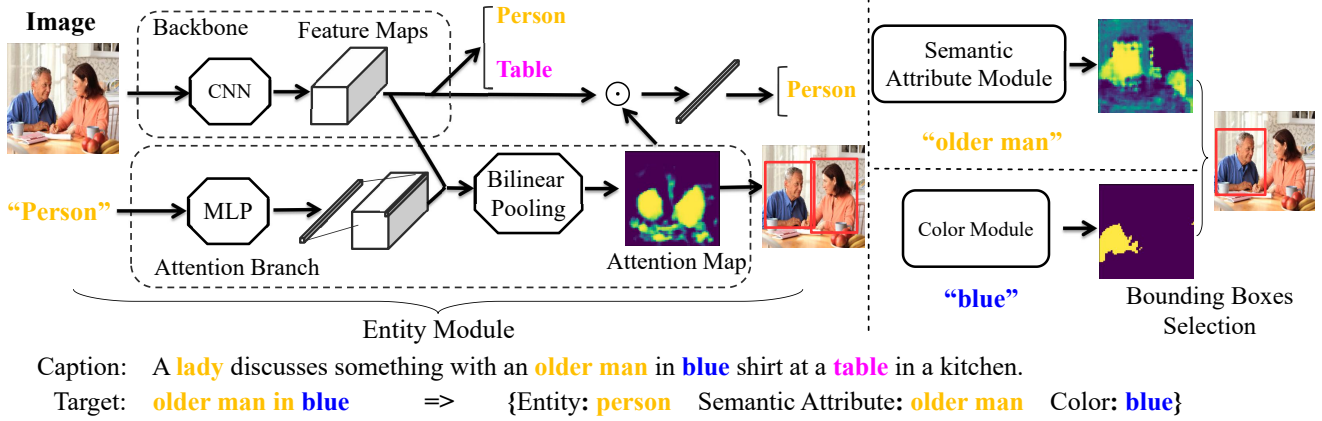 Image
Backbone
Feature Maps
CNN
Person
Table
Person
"Person"
MLP
Bilinear
Pooling
Attention Branch
Attention Map
Entity Module
Semantic
Attribute Module
"older man"
Color Module
"blue"
Bounding Boxes
Selection
Caption: A lady discusses something with an older man in blue shirt at a table in a kitchen.
Target: older man in blue => {Entity: person Semantic Attribute: older man Color: blue}